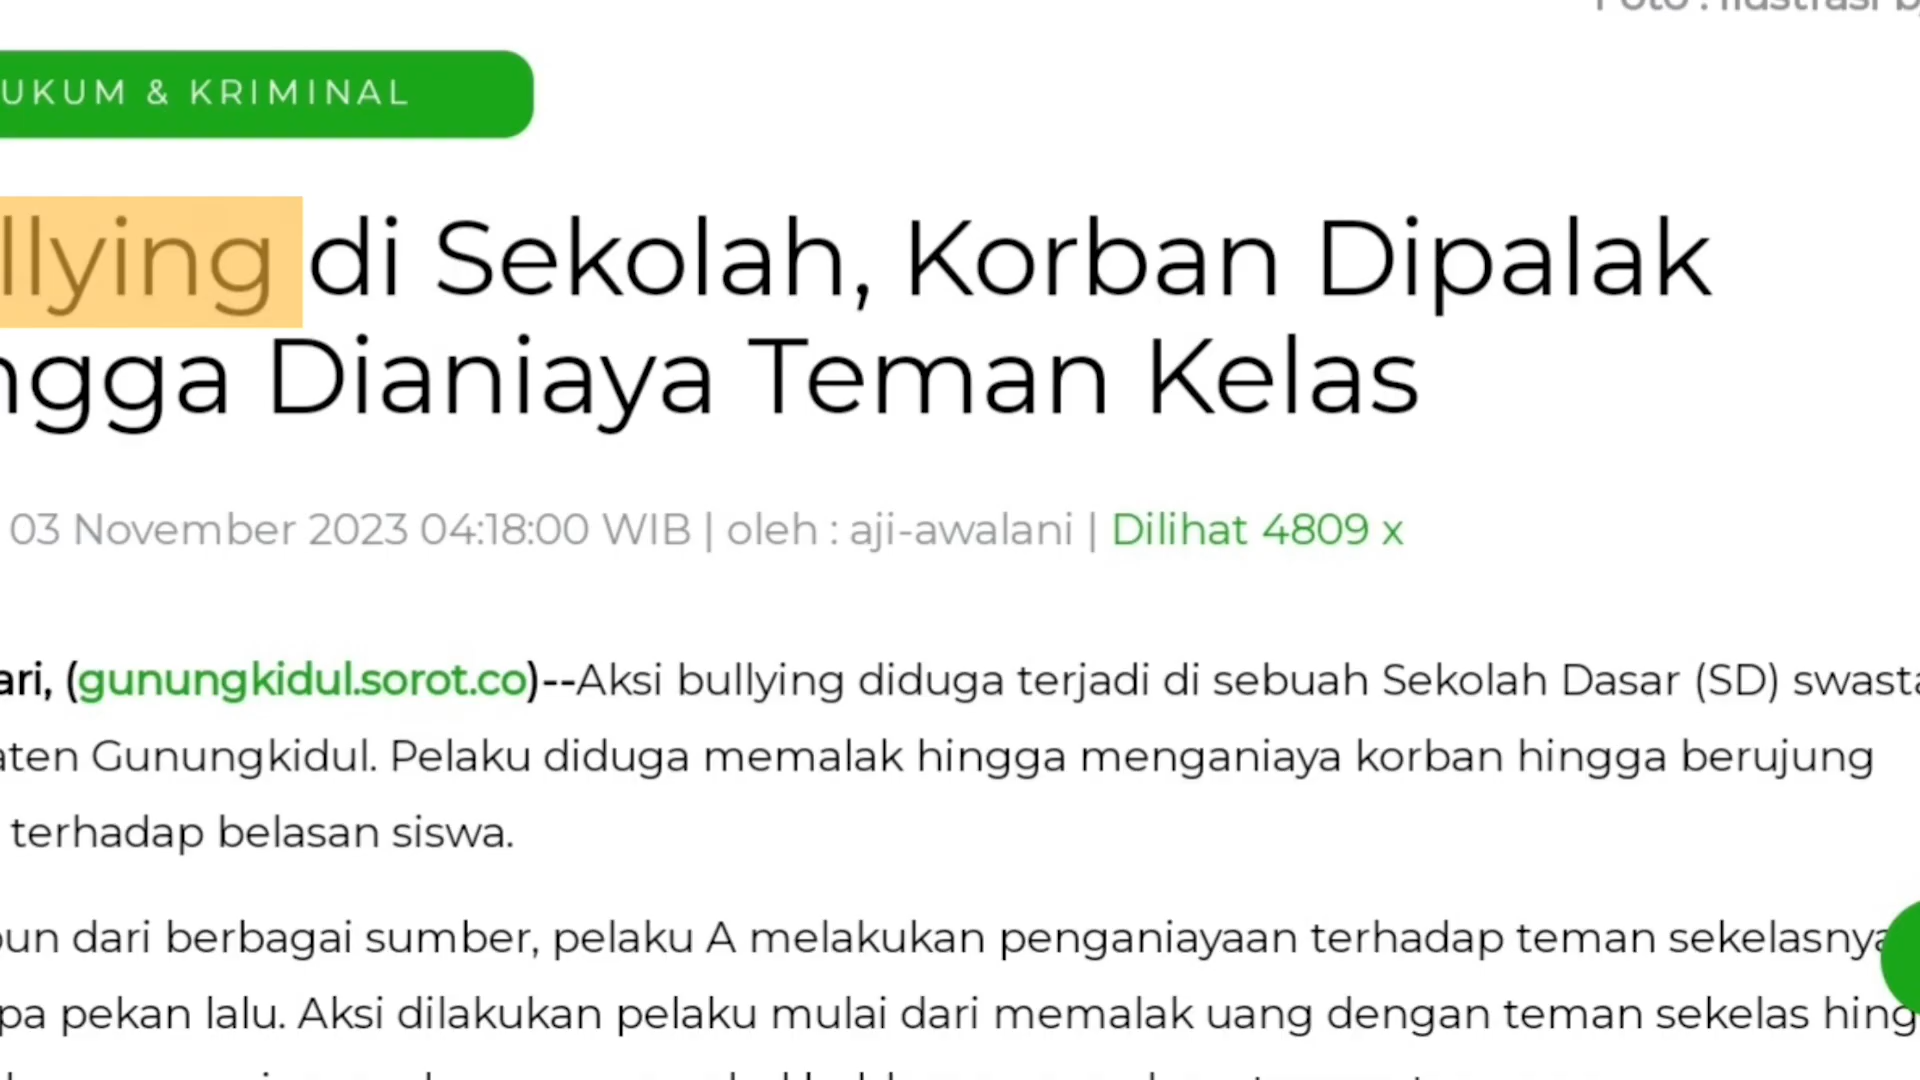 UKUM & KRIMINAL
llying di Sekolah, Korban Dipalak
ngga Dianiaya Teman Kelas
03 November 2023 04:18:00 WIB | oleh : aji-awalani | Dilihat 4809 x
ari, (gunungkidul.sorot.co)--Aksi bullying diduga terjadi di sebuah Sekolah Dasar (SD) swasta
aten Gunungkidul. Pelaku diduga memalak hingga menganiaya korban hingga berujung
terhadap belasan siswa.
un dari berbagai sumber, pelaku A melakukan penganiayaan terhadap teman sekelasnya
pa pekan lalu. Aksi dilakukan pelaku mulai dari memalak uang dengan teman sekelas hing